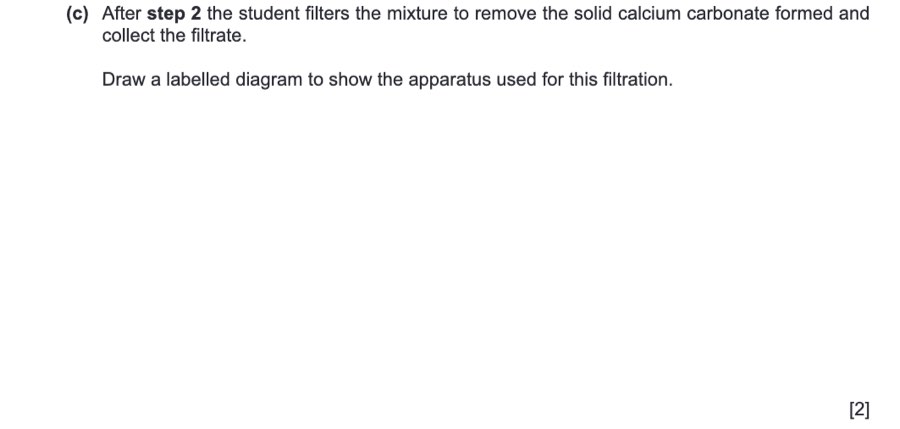 (c) After step 2 the student filters the mixture to remove the solid calcium carbonate formed and
collect the filtrate.
Draw a labelled diagram to show the apparatus used for this filtration.
[2]